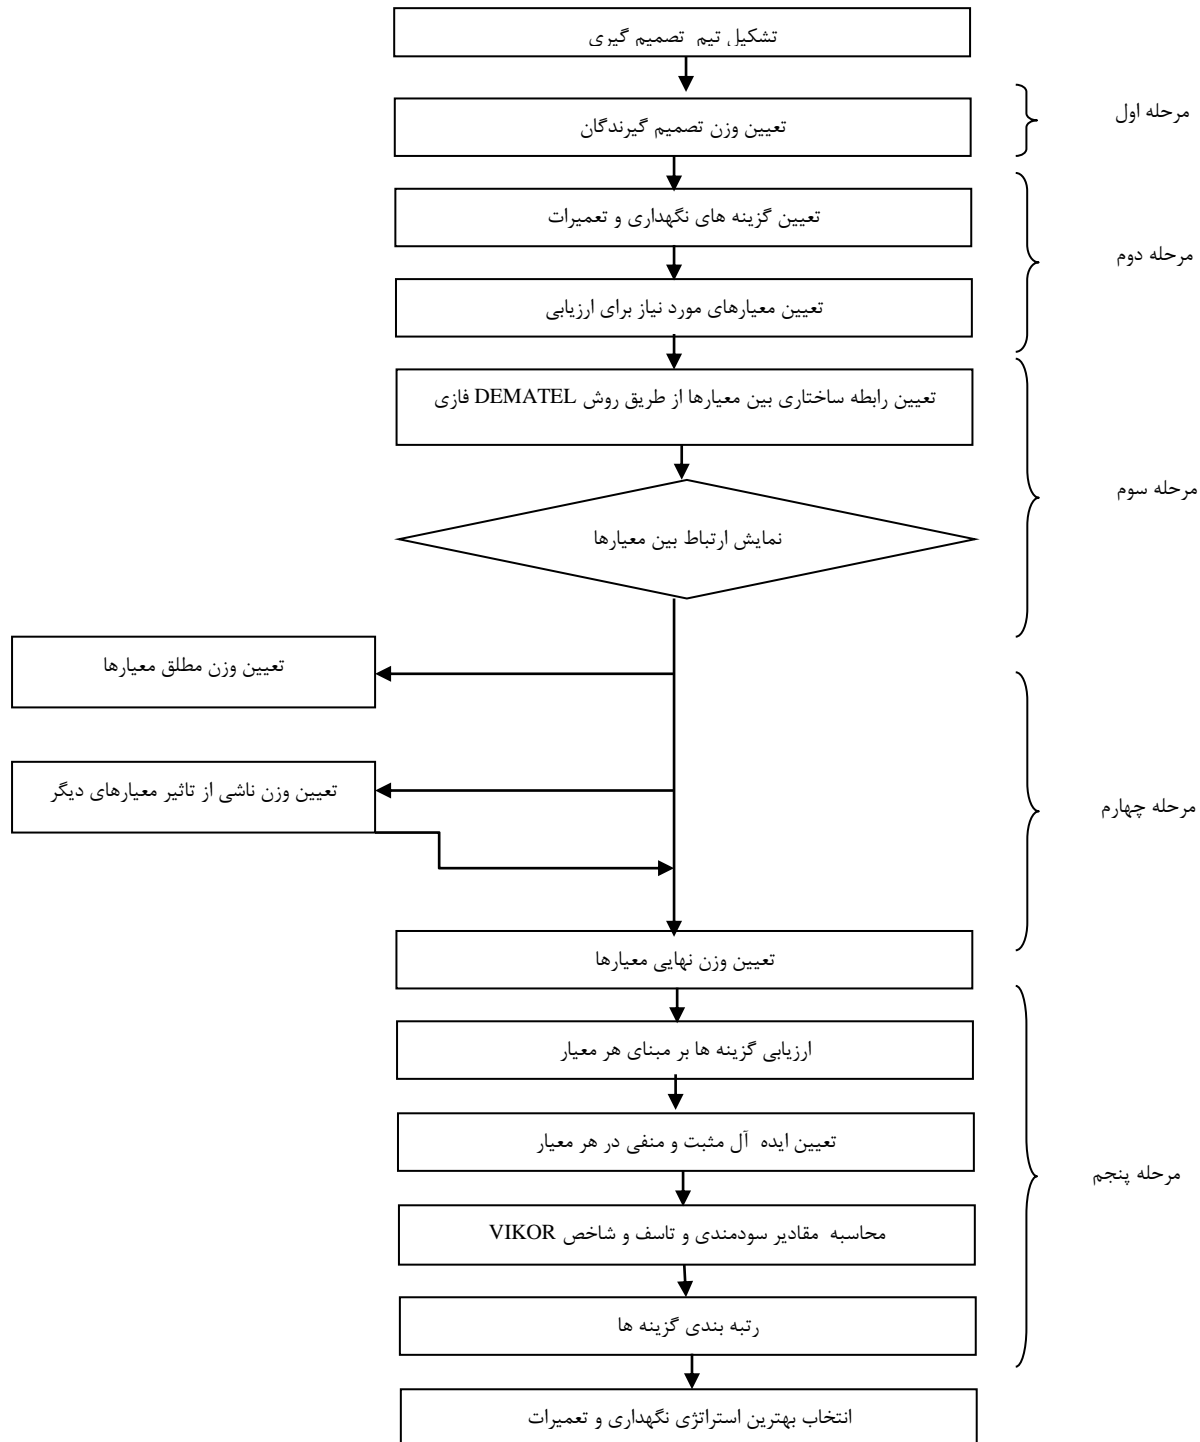 تشکیل تیم تصمیم گیری
مرحله اول
تعیین وزن تصمیم گیرندگان
تعیین گزینه های نگهداری و تعمیرات
مرحله دوم
تعیین معیارهای مورد نیاز برای ارزیابی
تعیین رابطه ساختاری بین معیارها از طریق روش DEMATEL فازی
مرحله سوم
نمایش ارتباط بین معیارها
تعیین وزن مطلق معیارها
تعیین وزن ناشی از تاثیر معیارهای دیگر
مرحله چهارم
تعیین وزن نهایی معیارها
ارزیابی گزینه ها بر مبنای هر معیار
تعیین ایده آل مثبت و منفی در هر معیار
مرحله پنجم
محاسبه مقادیر سودمندی و تاسف و شاخص VIKOR
رتبه بندی گزینه ها
انتخاب بهترین استراتژی نگهداری و تعمیرات